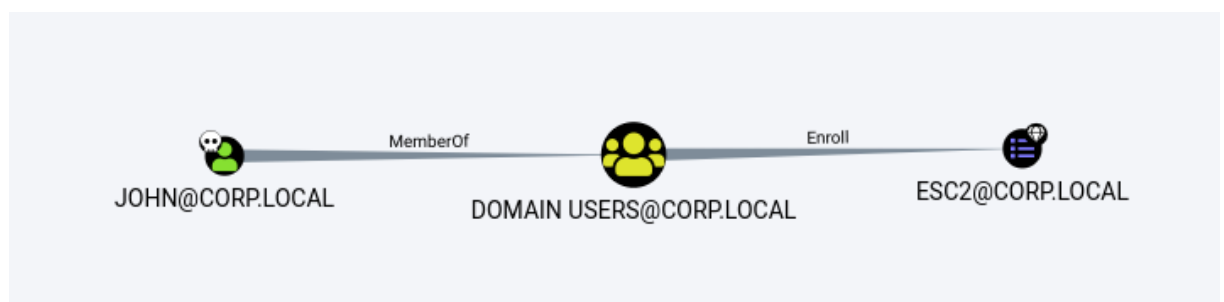 MemberOf
Enroll
JOHN@CORP.LOCAL
DOMAIN USERS@CORP.LOCAL
ESC2@CORP.LOCAL